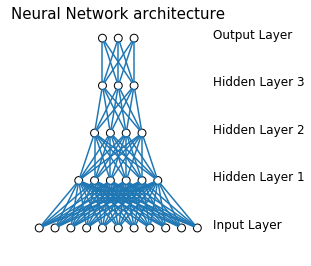 Neural Network architecture
Output Layer
Hidden Layer 3
Hidden Layer 2
Hidden Layer 1
Input Layer